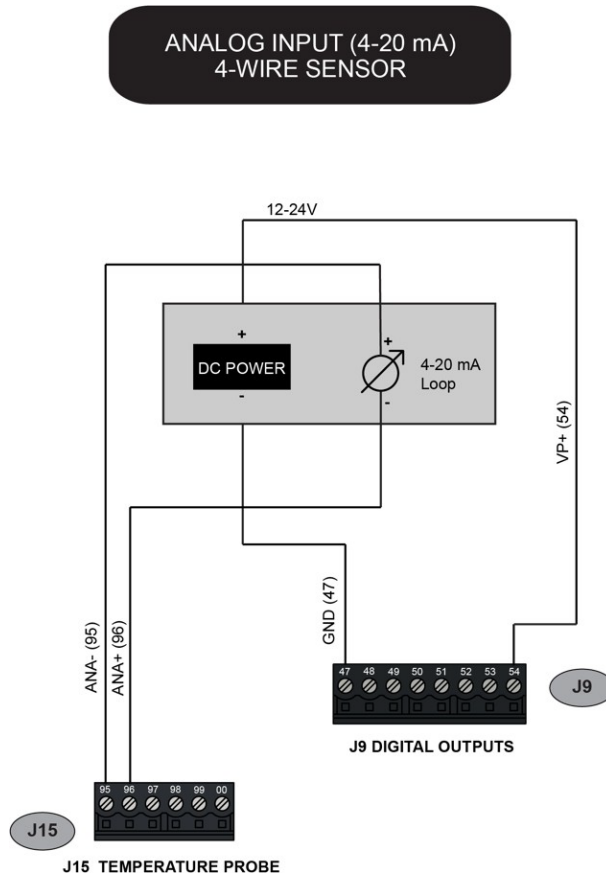 ANALOG INPUT (4-20 mA)
4-WIRE SENSOR
12-24V
+
DC POWER
-
+
4-20 mA
Loop
-
VP+ (54)
GND (47)
ANA- (95)
ANA+ (96)
47 48 49 50 51 52 53 54
J9
J9 DIGITAL OUTPUTS
95 96 97 98 99 00
J15
J15 TEMPERATURE PROBE